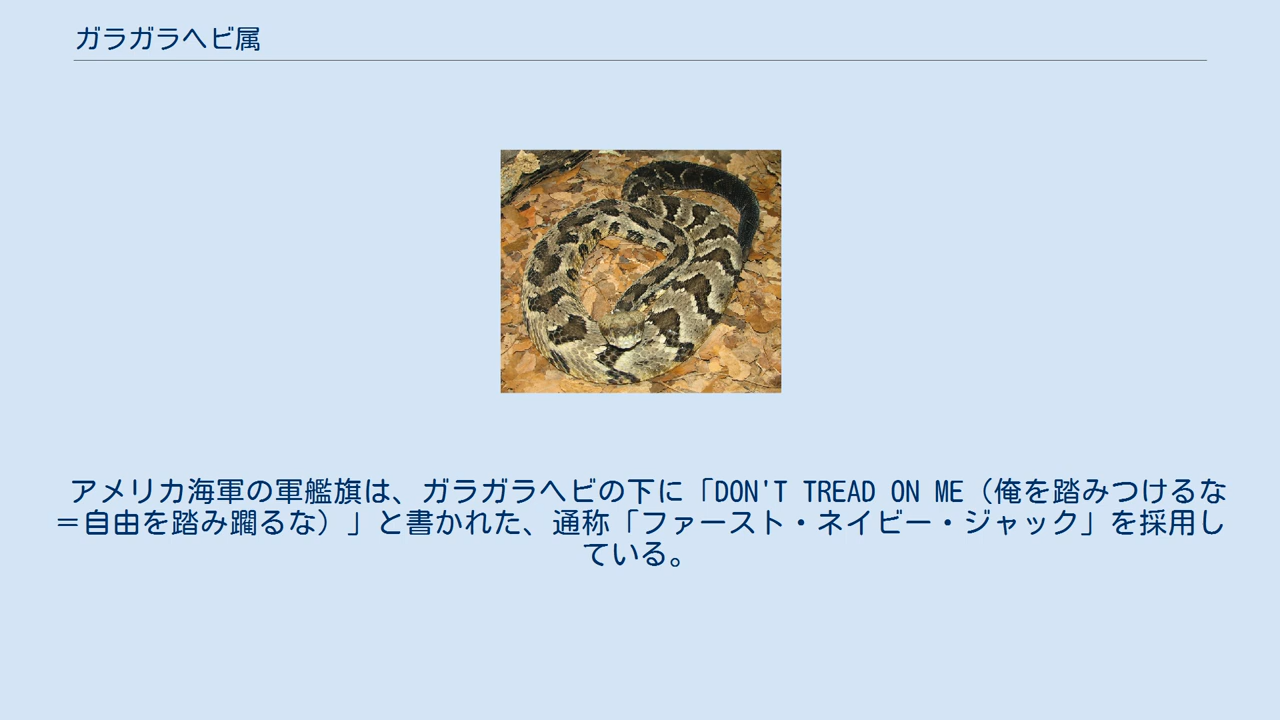 ガラガラヘビ属
アメリカ海軍の軍艦旗は、ガラガラヘビの下に「DON'T TREAD ON ME（俺を踏みつけるな
＝自由を踏み躙るな）」と書かれた、通称「ファースト・ネイビー・ジャック」を採用し
ている。